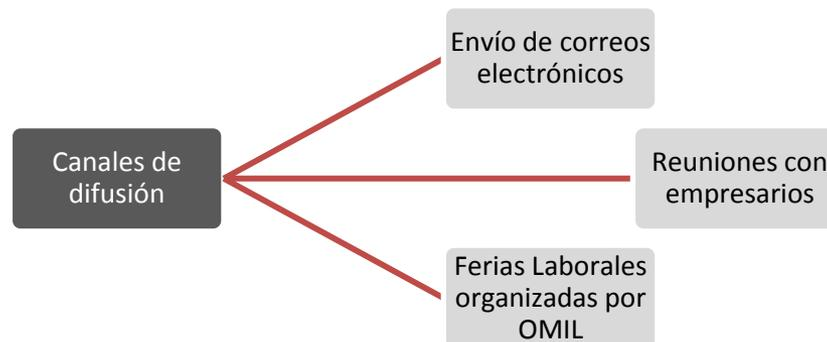 Envío de correos
electrónicos
Canales de
difusión
Reuniones con
empresarios
Ferias Laborales
organizadas por
OMIL